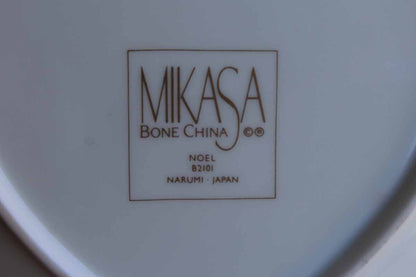 MIKASA
BONE CHINA ©®
NOEL
B2101
NARUMI - JAPAN